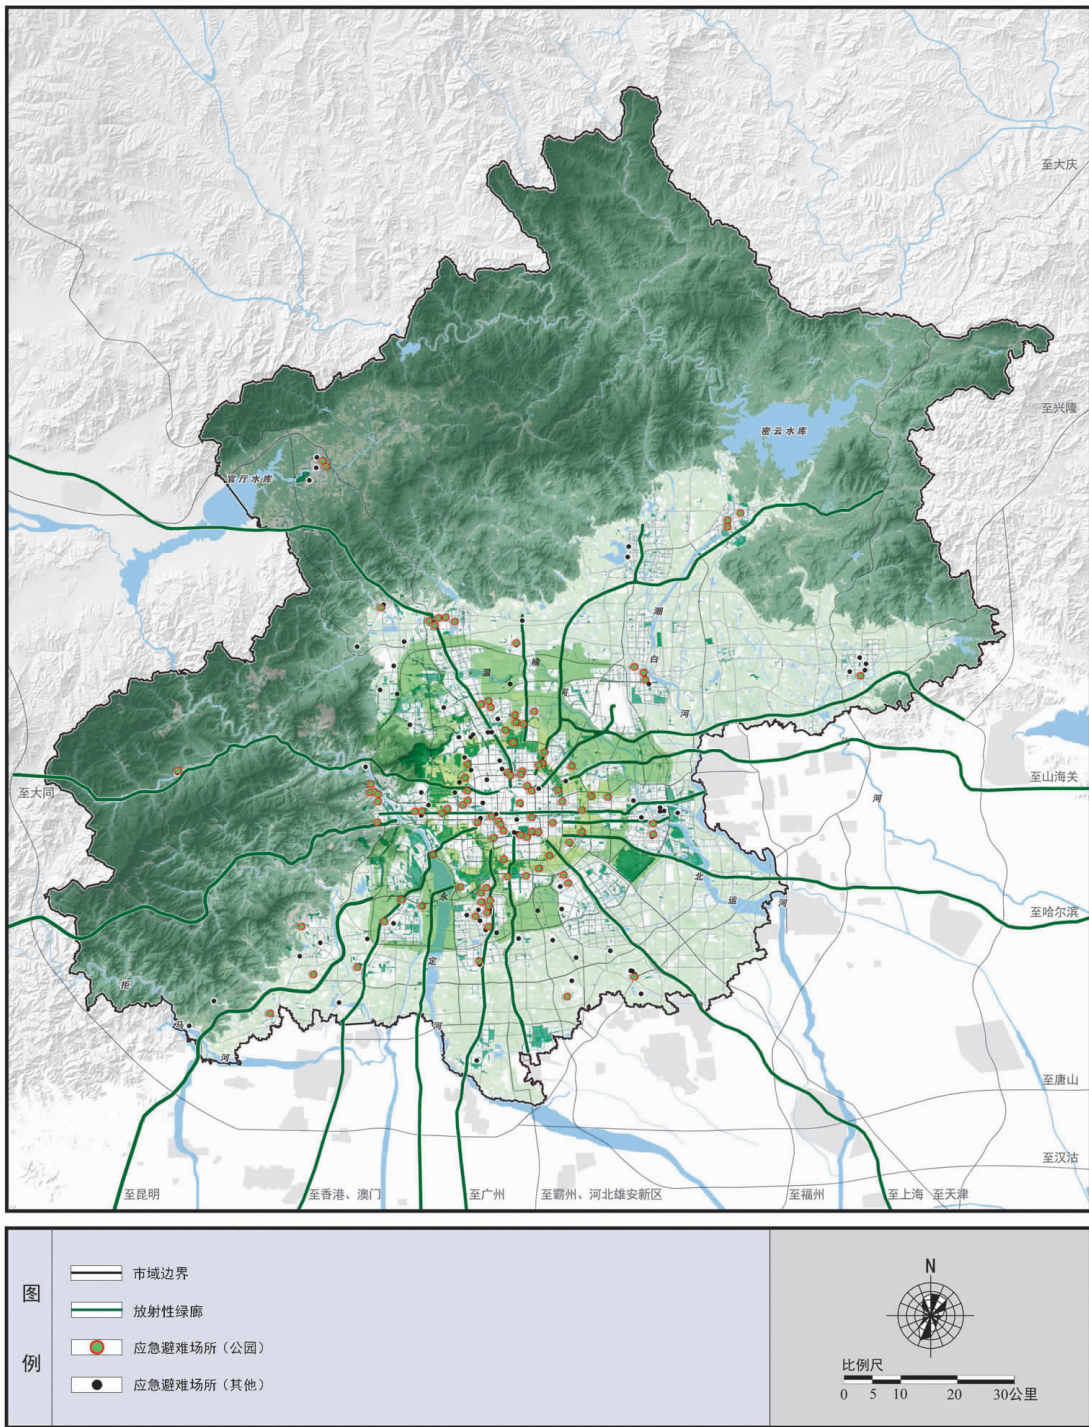 至大庆
至兴隆
密云水库
官厅水库
潮
白
河
温
榆
河
至大同
至山海关
河
北
运
河
至哈尔滨
永
定
河
拒
马
河
至唐山
至汉沽
至昆明
至香港、澳门
至广州
至霸州、河北雄安新区
至福州
至上海
至天津
图
例
市域边界
放射性绿廊
应急避难场所（公园）
应急避难场所（其他）
N
比例尺
0 5 10 20 30公里